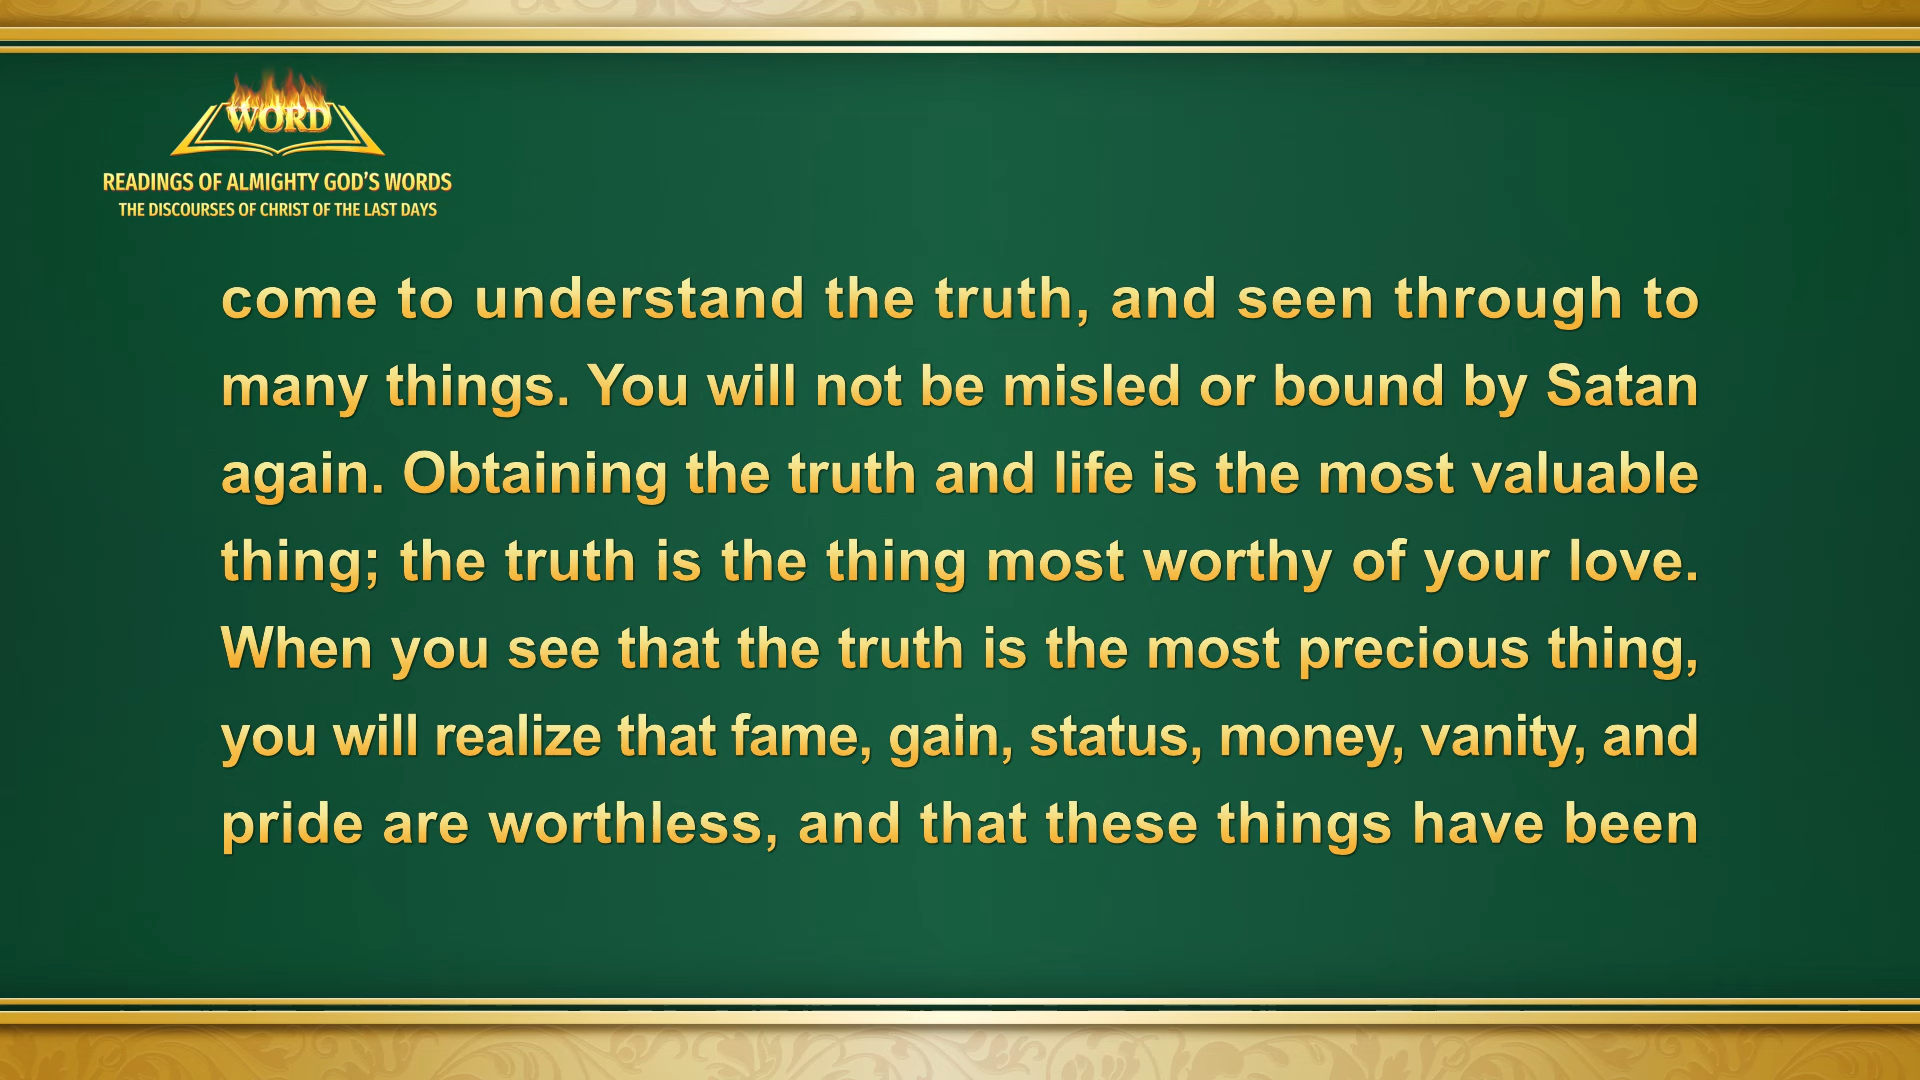 WORD
READINGS OF ALMIGHTY GOD'S WORDS
THE DISCOURSES OF CHRIST OF THE LAST DAYS
come to understand the truth, and seen through to
many things. You will not be misled or bound by Satan
again. Obtaining the truth and life is the most valuable
thing; the truth is the thing most worthy of your love.
When you see that the truth is the most precious thing,
you will realize that fame, gain, status, money, vanity, and
pride are worthless, and that these things have been